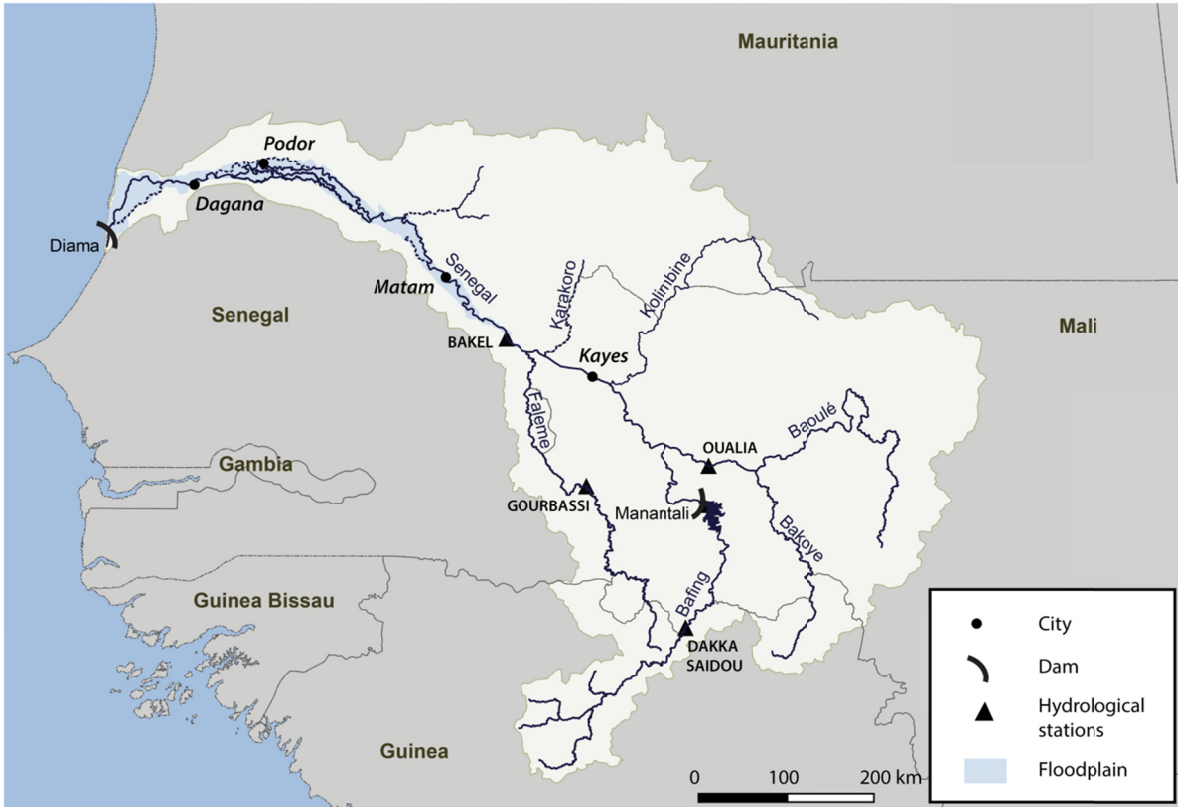 Mauritania
Podor
Dagana
Diama
Senegal
Matam
Karakoro
Kolimbine
Senegal
Mali
BAKEL
Kayes
Faleme
Baoulé
OUALIA
Gambia
GOURBASSI
Manantali
Bakoye
Bafing
Guinea Bissau
DAKKA
SAIDOU
Guinea
City
Dam
Hydrological
stations
Floodplain
0 100 200 km